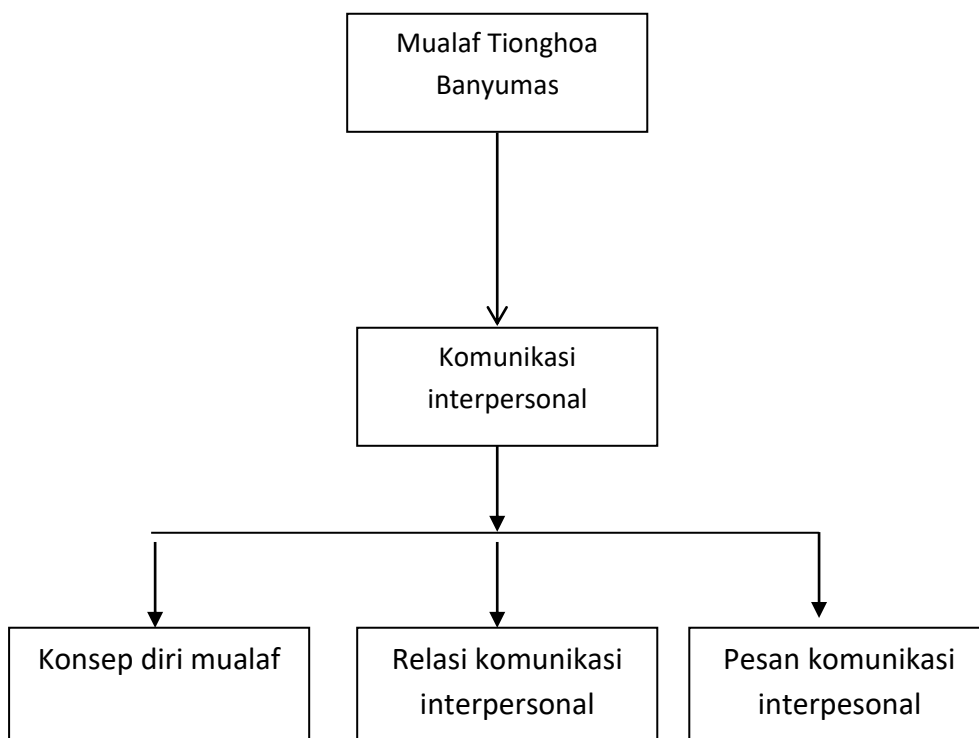 Mualaf Tionghoa
Banyumas
Komunikasi
interpersonal
Konsep diri mualaf
Relasi komunikasi
interpersonal
Pesan komunikasi
interpesonal